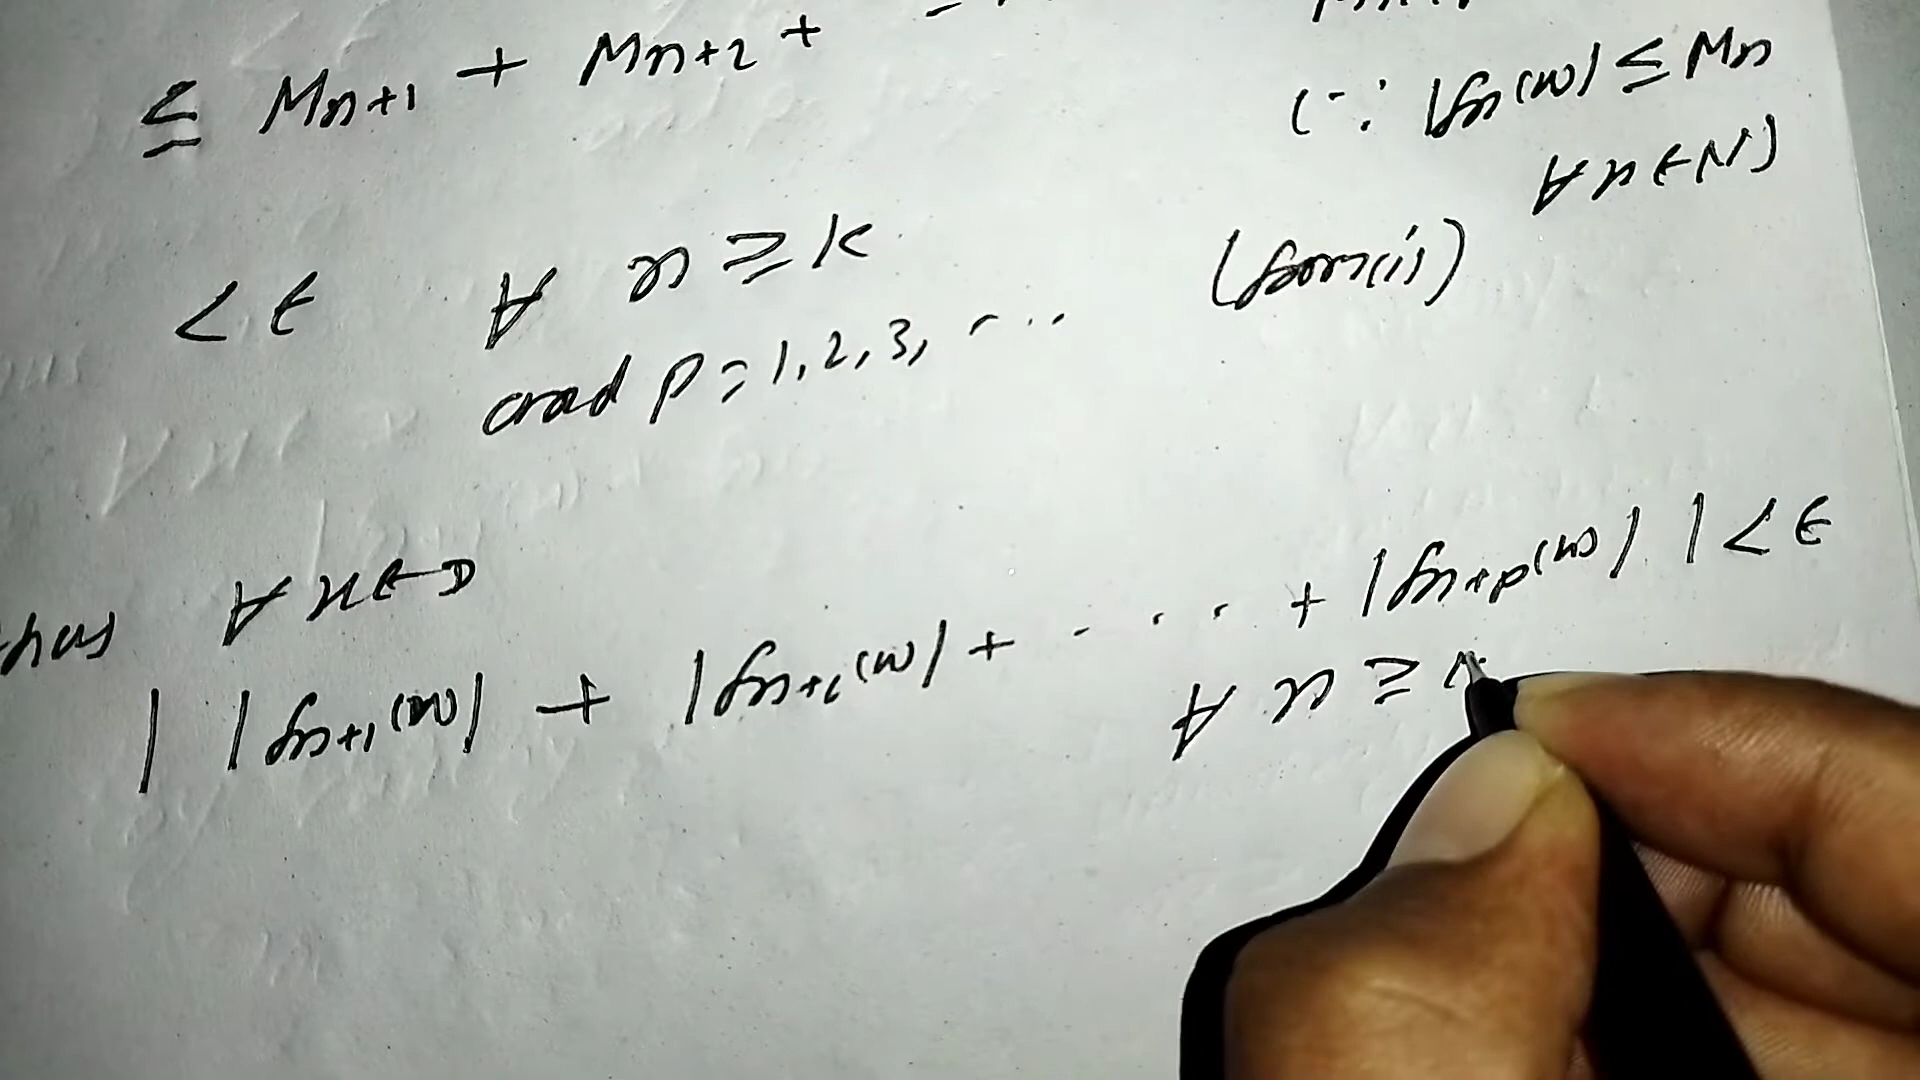 ≤ Mn+1 + Mn+2 +
(∵ |fn(x)| ≤ Mn
∀ n ∈ N)
< ε ∀ n ≥ k (from(i))
and p = 1, 2, 3, ...
thus ∀ x ∈ D
| |fn+1(x)| + |fn+2(x)| + .... + |fn+p(x)| | < ε
∀ n ≥